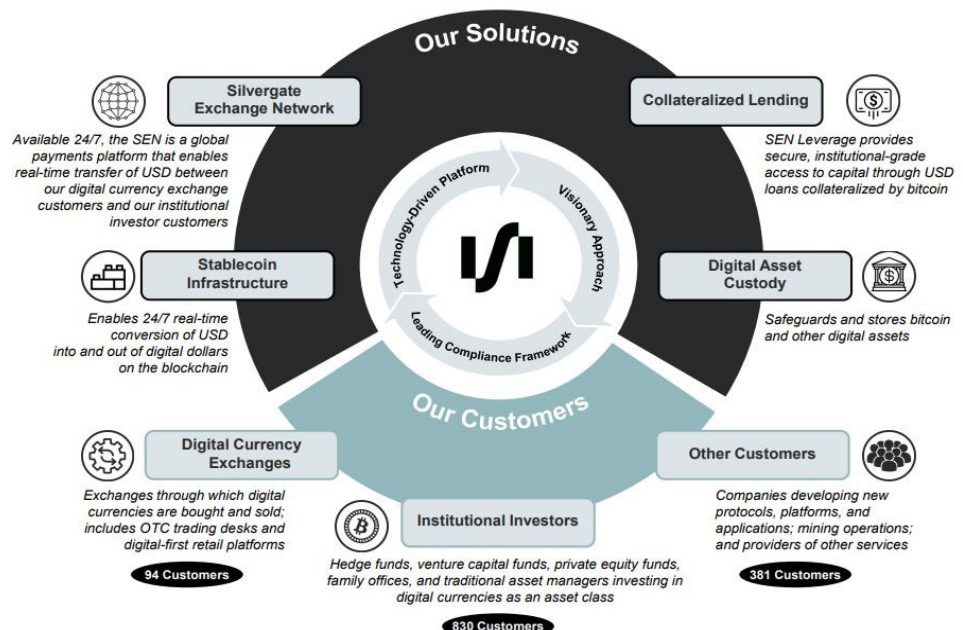 Our Solutions
Silvergate
Exchange Network
Available 24/7, the SEN is a global
payments platform that enables
real-time transfer of USD between
our digital currency exchange
customers and our institutional
investor customers
Collateralized Lending
SEN Leverage provides
secure, institutional-grade
access to capital through USD
loans collateralized by bitcoin
Technology-Driven Platform
Visionary Approach
Leading Compliance Framework
Stablecoin
Infrastructure
Enables 24/7 real-time
conversion of USD
into and out of digital dollars
on the blockchain
Digital Asset
Custody
Safeguards and stores bitcoin
and other digital assets
Our Customers
Digital Currency
Exchanges
Exchanges through which digital
currencies are bought and sold;
includes OTC trading desks and
digital-first retail platforms
94 Customers
Institutional Investors
Hedge funds, venture capital funds, private equity funds,
family offices, and traditional asset managers investing in
digital currencies as an asset class
830 Customers
Other Customers
Companies developing new
protocols, platforms, and
applications; mining operations;
and providers of other services
381 Customers